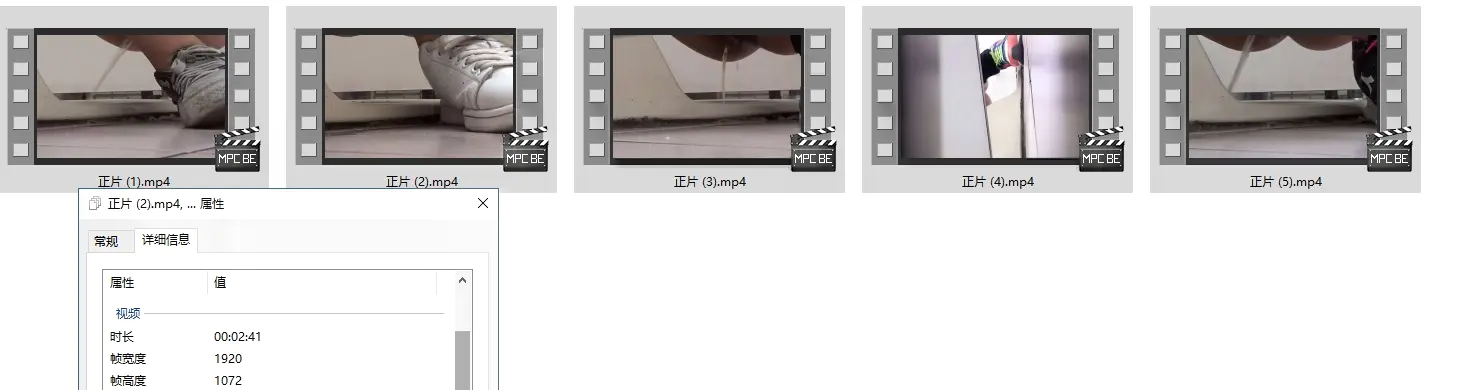 MPC BE MPC BE MPC BE MPC BE MPC BE
正片 (1).mp4 正片 (2).mp4 正片 (3).mp4 正片 (4).mp4 正片 (5).mp4
正片 (2).mp4, ... 属性
常规 详细信息
属性 值
视频
时长 00:02:41
帧宽度 1920
帧高度 1072